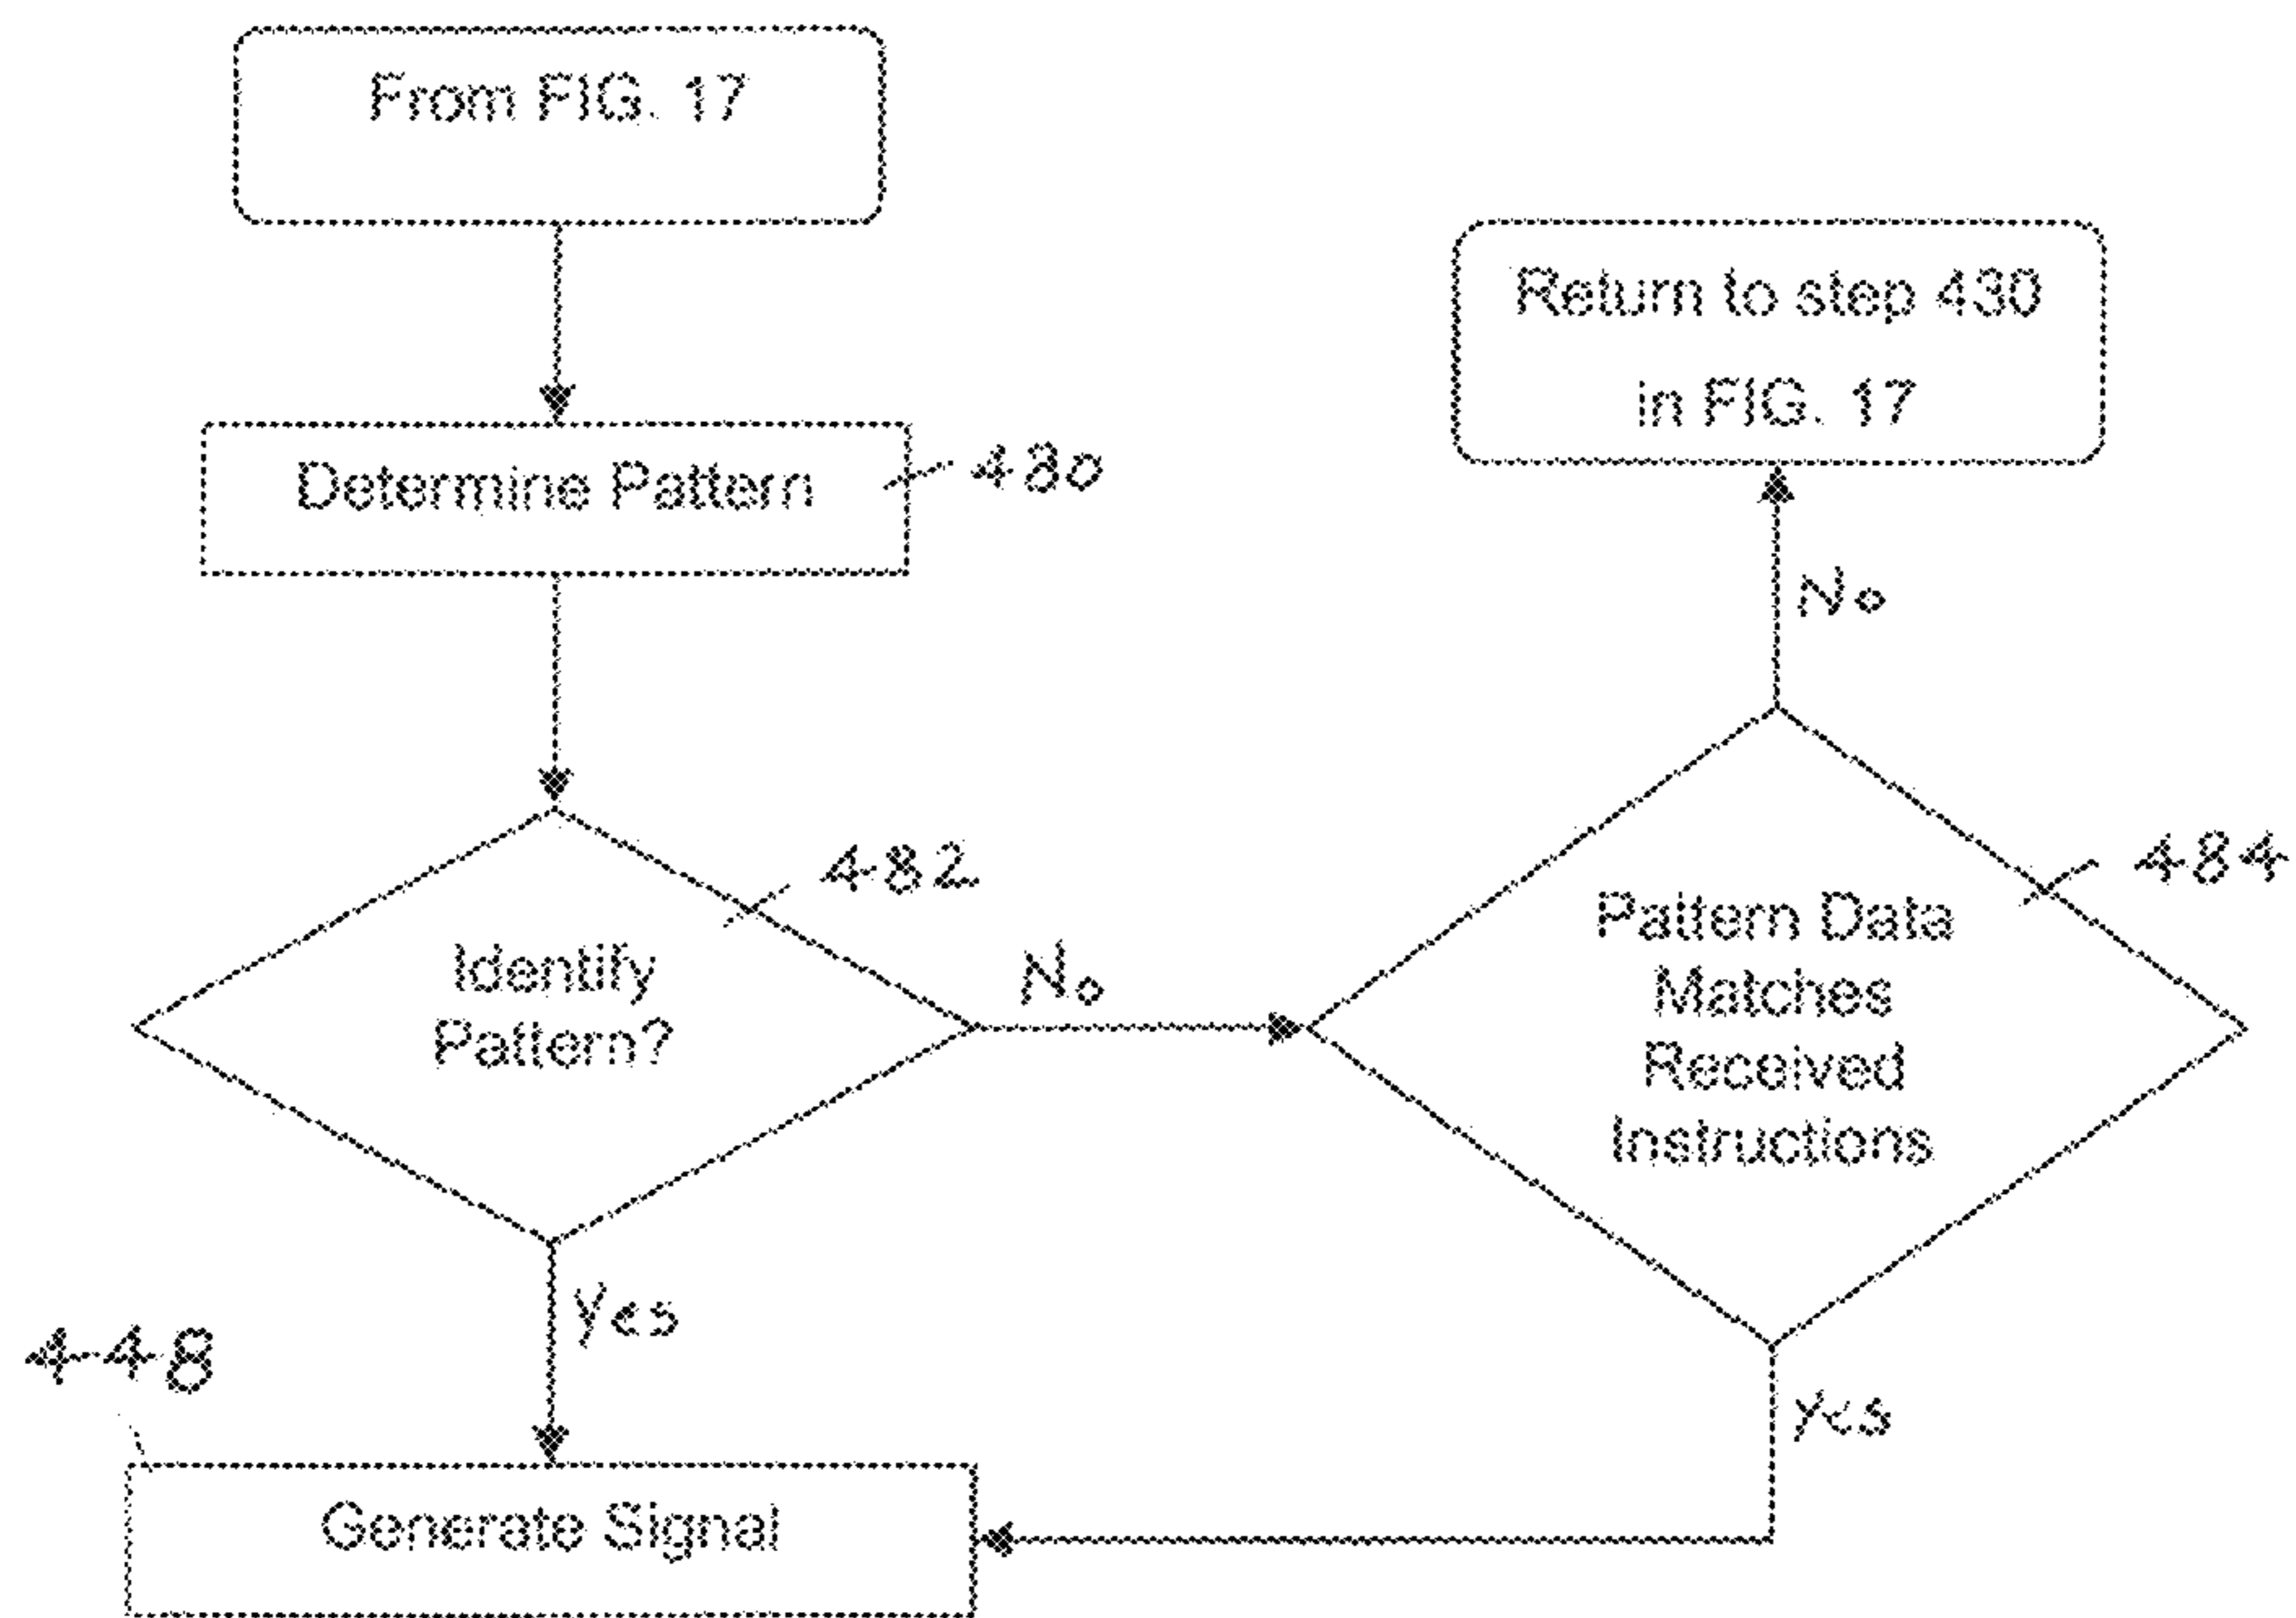 From FIG. 17
Determine Pattern
480
Identify
Pattern?
482
No
Yes
448
Generate Signal
Return to step 430
in FIG. 17
No
Pattern Data
Matches
Received
Instructions
484
Yes